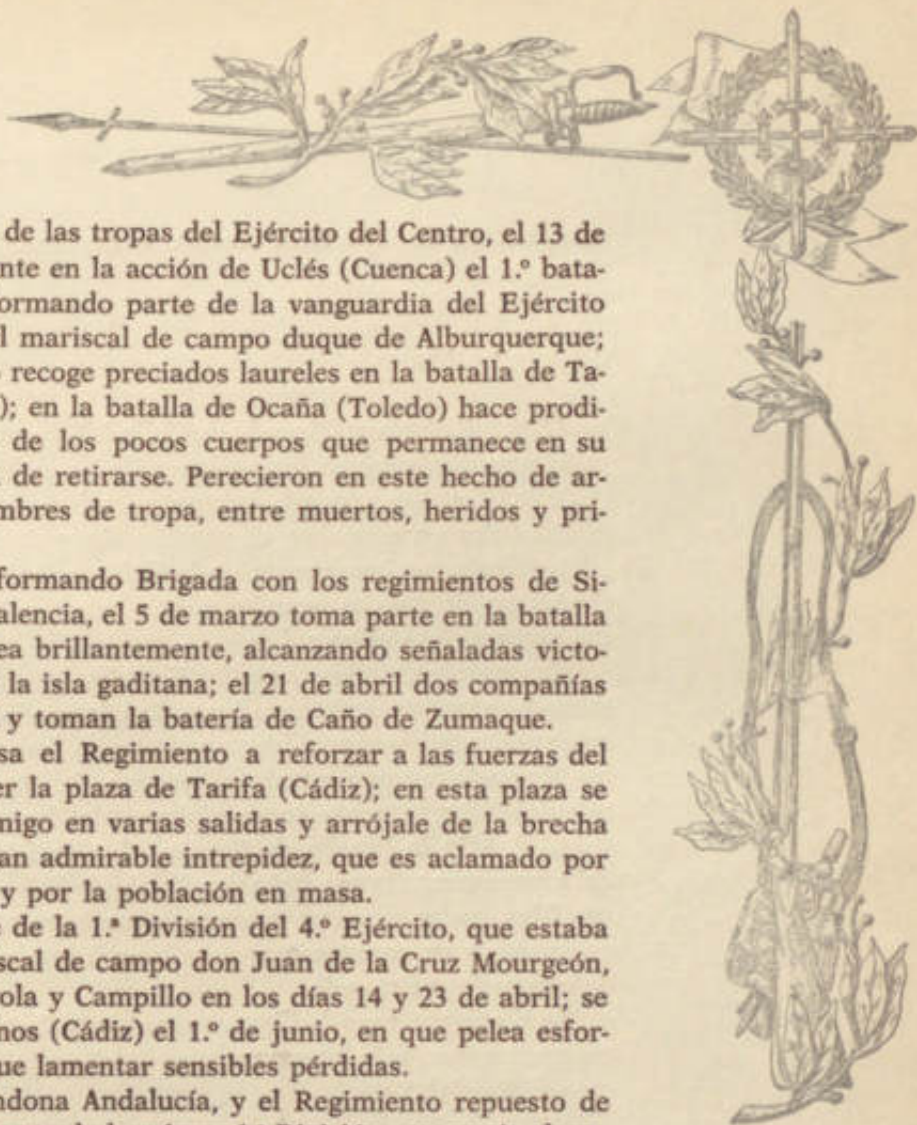 de las tropas del Ejército del Centro, el 13 de
nte en la acción de Uclés (Cuenca) el 1.º bata-
ormando parte de la vanguardia del Ejército
l mariscal de campo duque de Alburquerque;
recoge preciados laureles en la batalla de Ta-
); en la batalla de Ocaña (Toledo) hace prodi-
de los pocos cuerpos que permanece en su
de retirarse. Perecieron en este hecho de ar-
mbres de tropa, entre muertos, heridos y pri-
formando Brigada con los regimientos de Si-
alencia, el 5 de marzo toma parte en la batalla
ea brillantemente, alcanzando señaladas victo-
la isla gaditana; el 21 de abril dos compañías
y toman la batería de Caño de Zumaque.
sa el Regimiento a reforzar a las fuerzas del
er la plaza de Tarifa (Cádiz); en esta plaza se
nigo en varias salidas y arrójale de la brecha
an admirable intrepidez, que es aclamado por
y por la población en masa.
e de la 1.ª División del 4.º Ejército, que estaba
scal de campo don Juan de la Cruz Mourgeón,
ola y Campillo en los días 14 y 23 de abril; se
nos (Cádiz) el 1.º de junio, en que pelea esfor-
ue lamentar sensibles pérdidas.
ndona Andalucía, y el Regimiento repuesto de